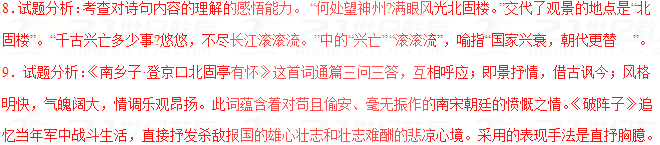 8.试题分析:考查对诗句内容的理解的感悟能力。“何处望神州?满眼风光北固楼。”交代了观景的地点是“北
固楼”。“千古兴亡多少事?悠悠，不尽长江滚滚流。”中的“兴亡”“滚滚流”，喻指“国家兴衰，朝代更替　”。
9．试题分析:《南乡子·登京口北固亭有怀》这首词通篇三问三答，互相呼应；即景抒情，借古讽今；风格
明快，气魄阔大，情调乐观昂扬。此词蕴含着对苟且偷安、毫无振作的南宋朝廷的愤慨之情。《破阵子》追
忆当年军中战斗生活，直接抒发杀敌报国的雄心壮志和壮志难酬的悲凉心境。采用的表现手法是直抒胸臆。